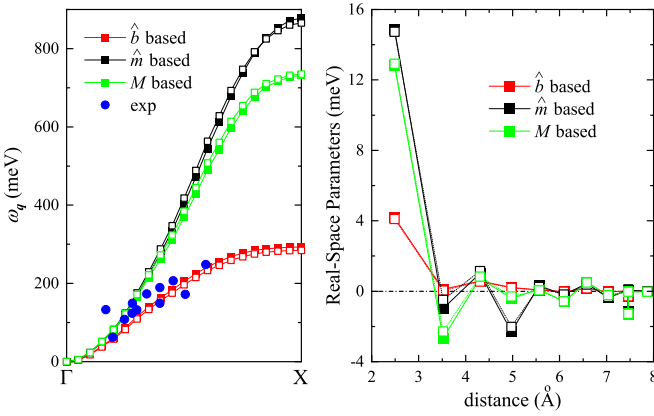 800
600
400
200
0
ω_q (meV)
b̂ based
m̂ based
M based
exp
Γ
X
16
12
8
4
0
-4
Real-Space Parameters (meV)
b̂ based
m̂ based
M based
2
3
4
5
6
7
8
distance (Å)